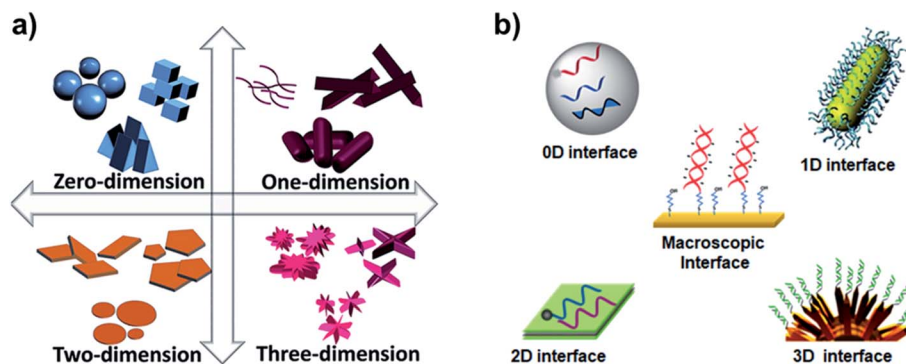 a)
Zero-dimension
One-dimension
Two-dimension
Three-dimension
b)
0D interface
1D interface
Macroscopic
Interface
2D interface
3D interface